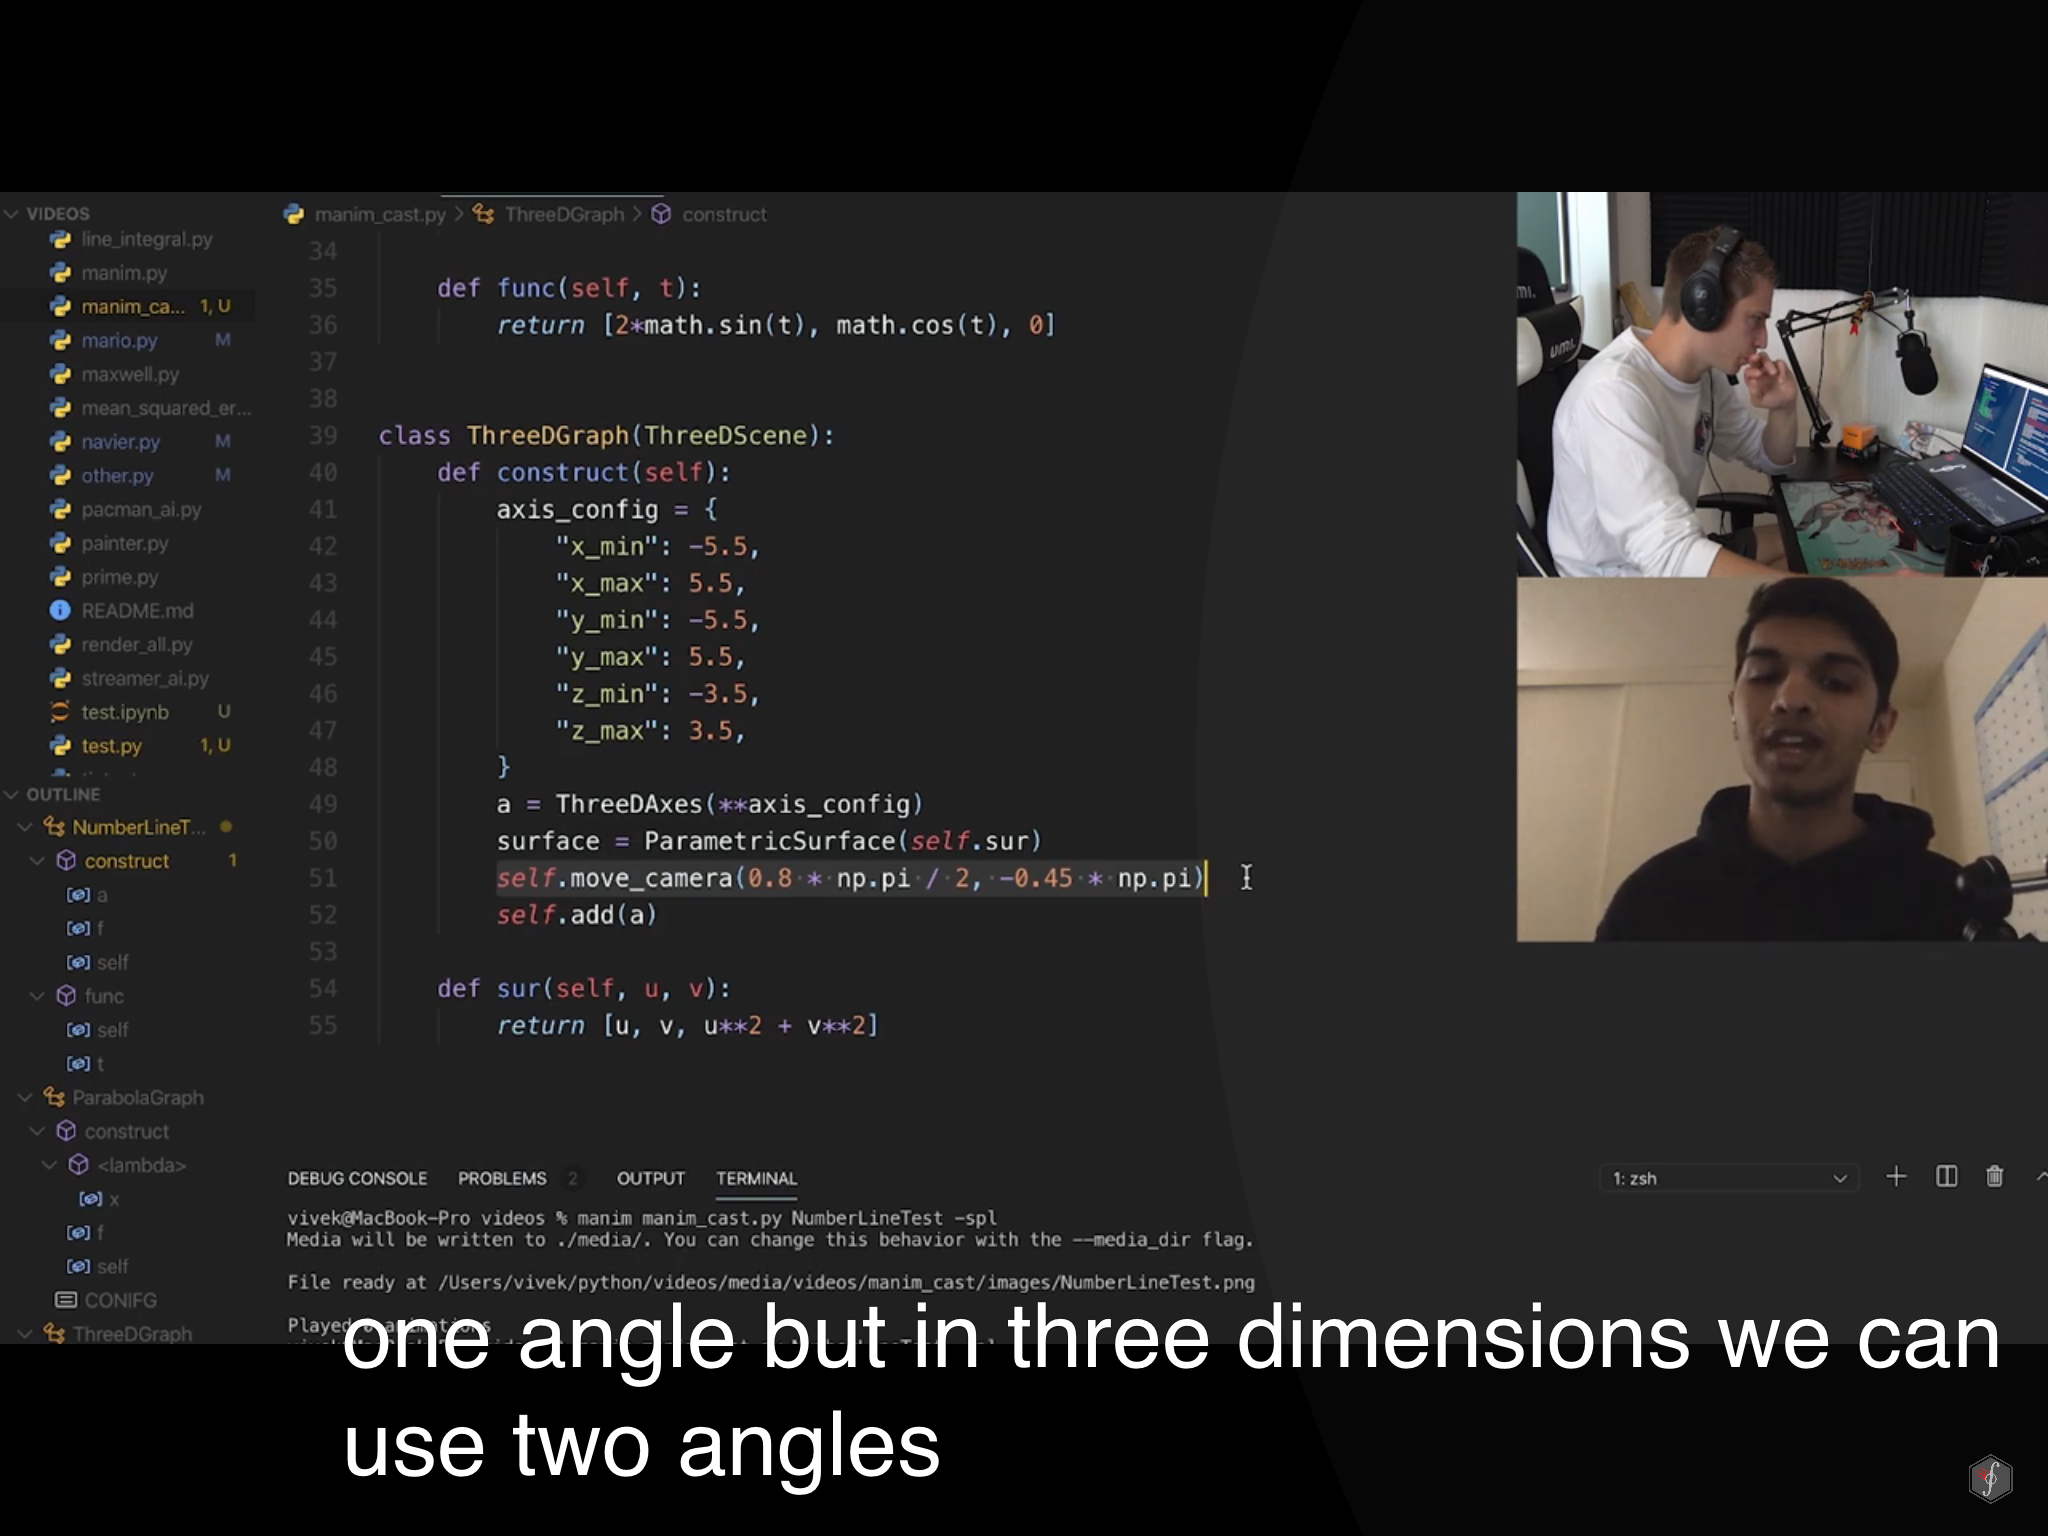 VIDEOS
line_integral.py
manim.py
manim_ca... 1, U
mario.py M
maxwell.py
mean_squared_er...
navier.py M
other.py M
pacman_ai.py
painter.py
prime.py
README.md
render_all.py
streamer_ai.py
test.ipynb U
test.py 1, U
OUTLINE
NumberLineT...
construct 1
a
f
self
func
self
t
ParabolaGraph
construct
<lambda>
x
f
self
CONIFG
ThreeDGraph
manim_cast.py > ThreeDGraph > construct
34
35 def func(self, t):
36 return [2*math.sin(t), math.cos(t), 0]
37
38
39 class ThreeDGraph(ThreeDScene):
40 def construct(self):
41 axis_config = {
42 "x_min": -5.5,
43 "x_max": 5.5,
44 "y_min": -5.5,
45 "y_max": 5.5,
46 "z_min": -3.5,
47 "z_max": 3.5,
48 }
49 a = ThreeDAxes(**axis_config)
50 surface = ParametricSurface(self.sur)
51 self.move_camera(0.8 * np.pi / 2, -0.45 * np.pi)
52 self.add(a)
53
54 def sur(self, u, v):
55 return [u, v, u**2 + v**2]
DEBUG CONSOLE PROBLEMS 2 OUTPUT TERMINAL 1: zsh
vivek@MacBook-Pro videos % manim manim_cast.py NumberLineTest -spl
Media will be written to ./media/. You can change this behavior with the --media_dir flag.
File ready at /Users/vivek/python/videos/media/videos/manim_cast/images/NumberLineTest.png
Played
one angle but in three dimensions we can
use two angles